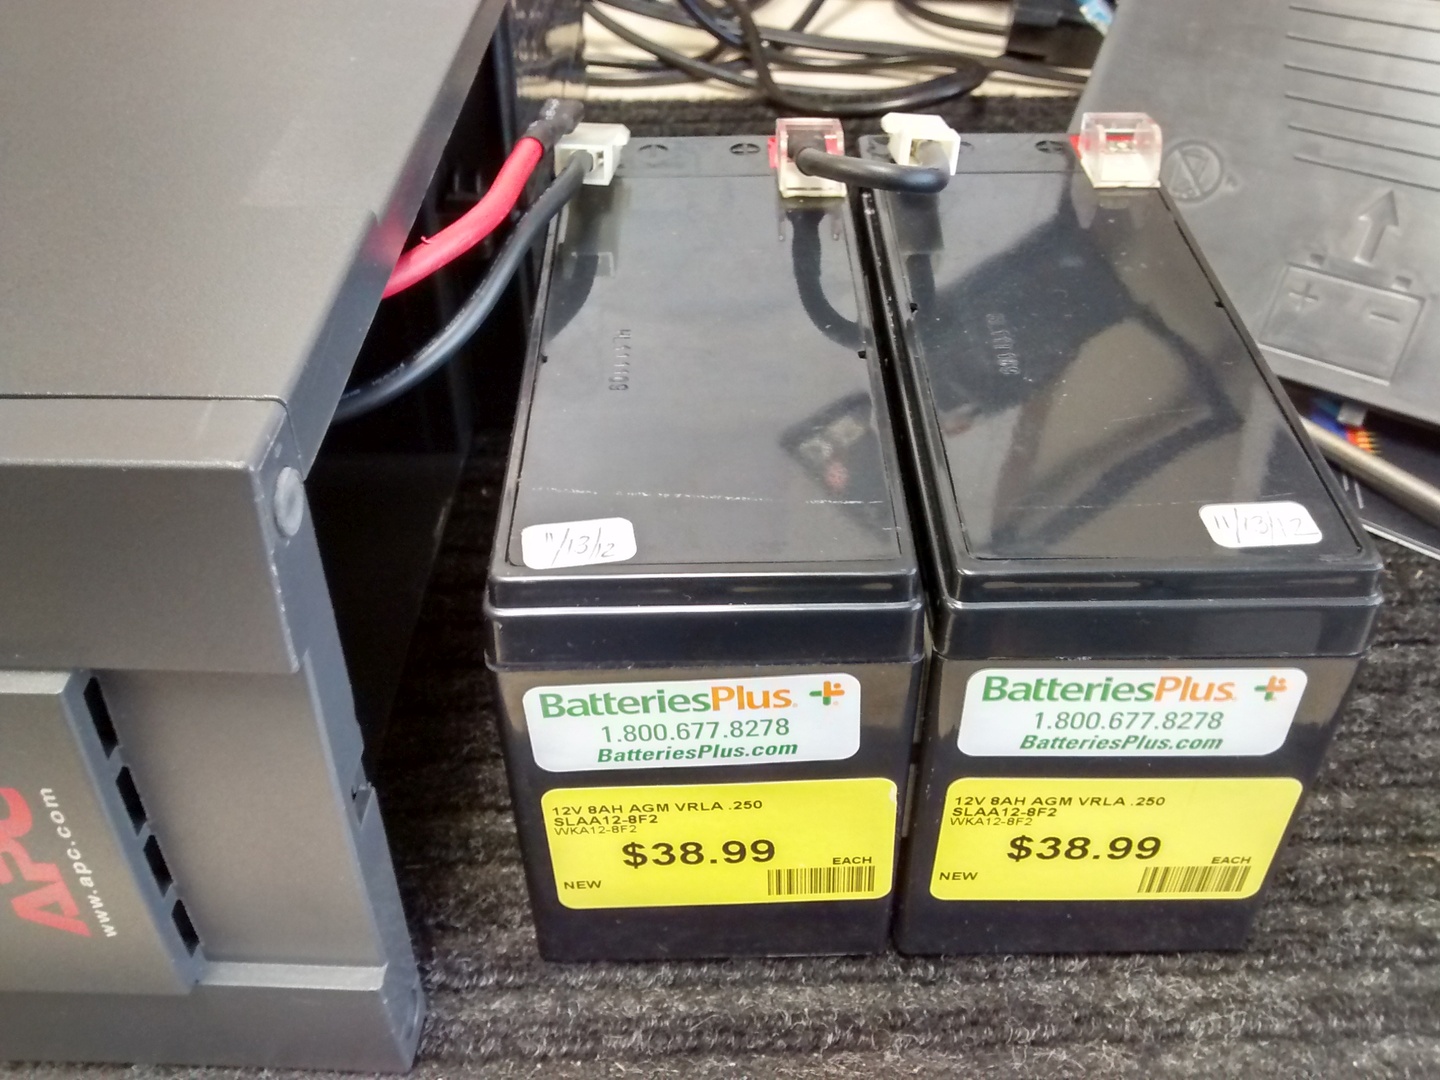 APC
www.apc.com
11/13/12
BatteriesPlus.
1.800.677.8278
BatteriesPlus.com
12V 8AH AGM VRLA .250
SLAA12-8F2
WKA12-8F2
$38.99
EACH
NEW
11/13/12
BatteriesPlus.
1.800.677.8278
BatteriesPlus.com
12V 8AH AGM VRLA .250
SLAA12-8F2
WKA12-8F2
$38.99
EACH
NEW